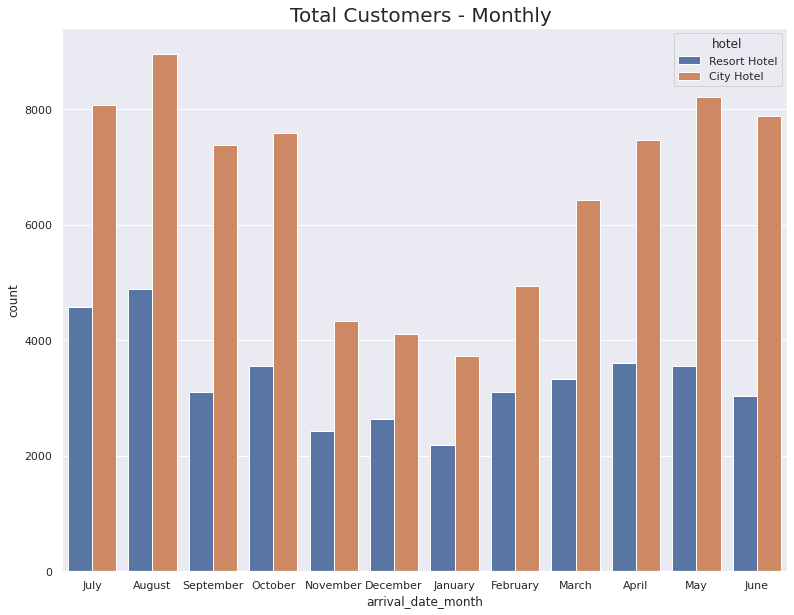 Total Customers - Monthly
hotel
Resort Hotel
City Hotel
8000
6000
4000
2000
0
count
July August September October November December January February March April May June
arrival_date_month